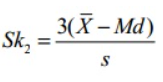 Sk₂ = 3(X̅ − Md) / s